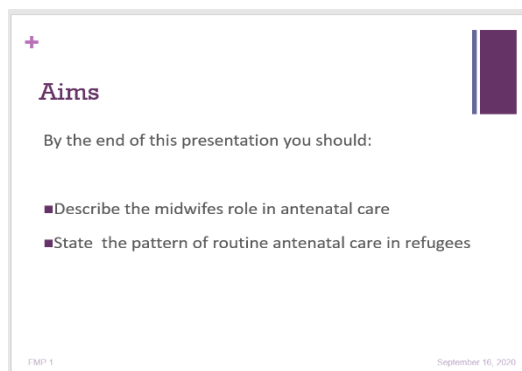 +
Aims
By the end of this presentation you should:
■Describe the midwifes role in antenatal care
■State the pattern of routine antenatal care in refugees
FMP 1
September 16, 2020